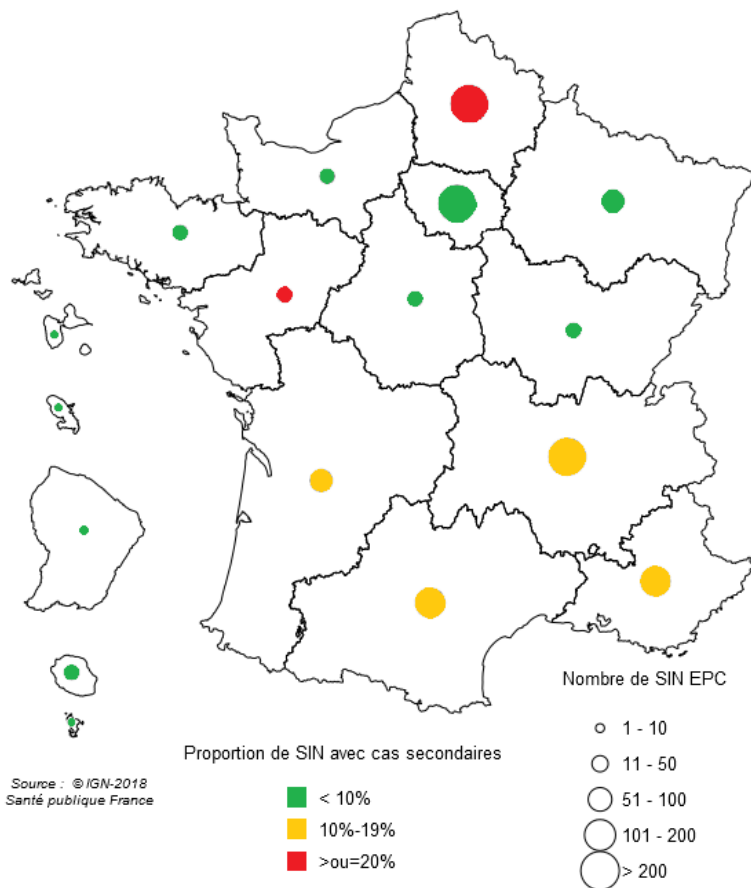 Nombre de SIN EPC
1 - 10
11 - 50
51 - 100
101 - 200
> 200
Proportion de SIN avec cas secondaires
< 10%
10%-19%
>ou=20%
Source : © IGN-2018
Santé publique France